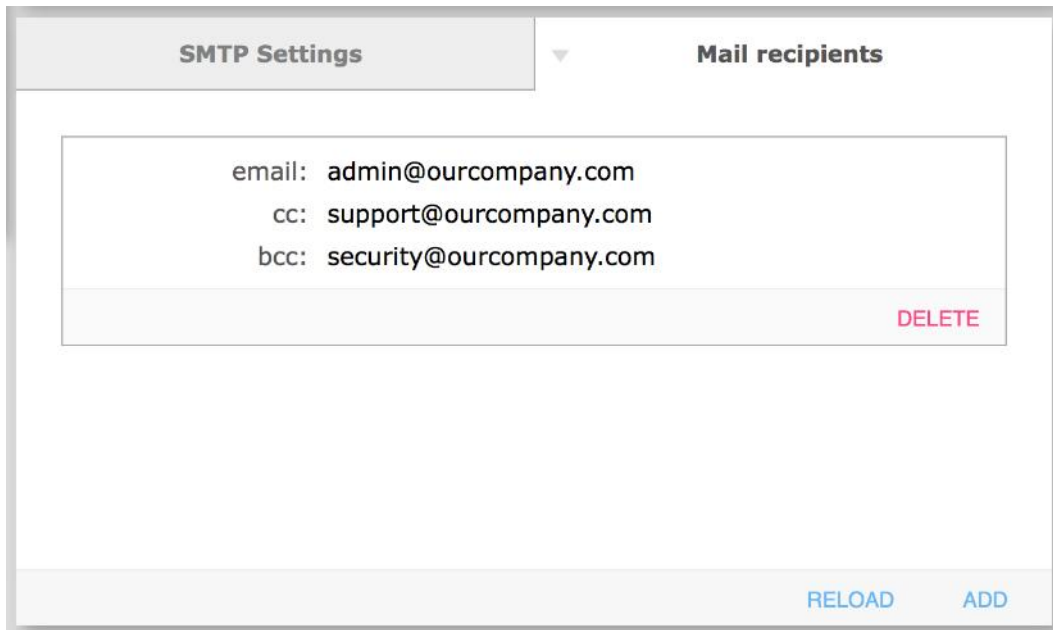 SMTP Settings
Mail recipients
email: admin@ourcompany.com
cc: support@ourcompany.com
bcc: security@ourcompany.com
DELETE
RELOAD
ADD